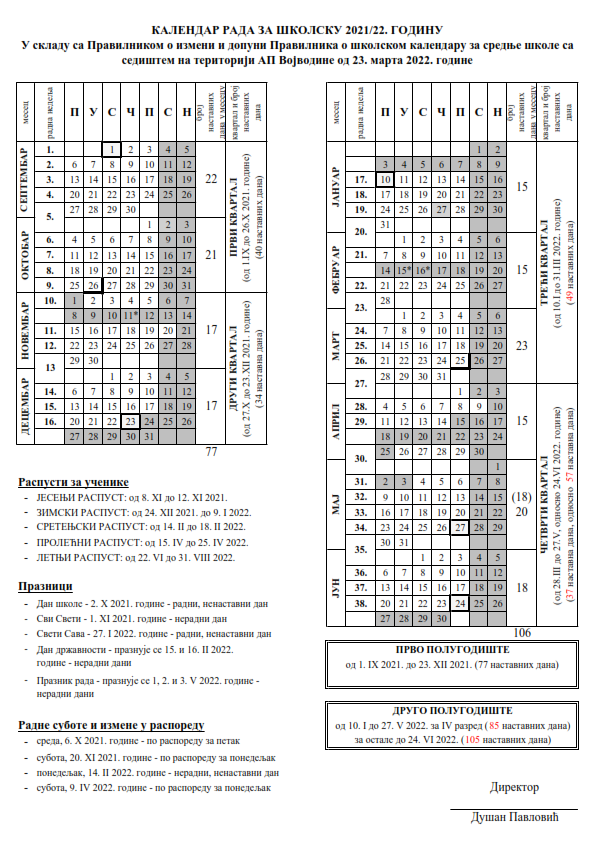 КАЛЕНДАР РАДА ЗА ШКОЛСКУ 2021/22. ГОДИНУ
У складу са Правилником о измени и допуни Правилника о школском календару за средње школе са
седиштем на територији АП Војводине од 23. марта 2022. године
месец радна недеља П У С Ч П С Н број наставних дана у месецу квартал и број наставних дана
СЕПТЕМБАР
1. 1 2 3 4 5
2. 6 7 8 9 10 11 12
3. 13 14 15 16 17 18 19
4. 20 21 22 23 24 25 26
5. 27 28 29 30
22
ОКТОБАР
1 2 3
6. 4 5 6 7 8 9 10
7. 11 12 13 14 15 16 17
8. 18 19 20 21 22 23 24
9. 25 26 27 28 29 30 31
21
ПРВИ КВАРТАЛ
(од 1.IX до 26.X 2021. године)
(40 наставних дана)
НОВЕМБАР
10. 1 2 3 4 5 6 7
8 9 10 11* 12 13 14
11. 15 16 17 18 19 20 21
12. 22 23 24 25 26 27 28
13 29 30
17
ДЕЦЕМБАР
1 2 3 4 5
14. 6 7 8 9 10 11 12
15. 13 14 15 16 17 18 19
16. 20 21 22 23 24 25 26
27 28 29 30 31
17
ДРУГИ КВАРТАЛ
(од 27.X до 23.XII 2021. године)
(34 наставна дана)
77
Распусти за ученике
- ЈЕСЕЊИ РАСПУСТ: од 8. XI до 12. XI 2021.
- ЗИМСКИ РАСПУСТ: од 24. XII 2021. до 9. I 2022.
- СРЕТЕЊСКИ РАСПУСТ: од 14. II до 18. II 2022.
- ПРОЛЕЋНИ РАСПУСТ: од 15. IV до 25. IV 2022.
- ЛЕТЊИ РАСПУСТ: од 22. VI до 31. VIII 2022.
Празници
- Дан школе - 2. X 2021. године - радни, ненаставни дан
- Сви Свети - 1. XI 2021. године - нерадни дан
- Свети Сава - 27. I 2022. године - радни, ненаставни дан
- Дан државности - празнује се 15. и 16. II 2022.
године - нерадни дани
- Празник рада - празнује се 1, 2. и 3. V 2022. године -
нерадни дани
Радне суботе и измене у распореду
- среда, 6. X 2021. године - по распореду за петак
- субота, 20. XI 2021. године - по распореду за понедељак
- понедељак, 14. II 2022. године - нерадни, ненаставни дан
- субота, 9. IV 2022. године - по распореду за понедељак
месец радна недеља П У С Ч П С Н број наставних дана у месецу квартал и број наставних дана
ЈАНУАР
1 2
3 4 5 6 7 8 9
17. 10 11 12 13 14 15 16
18. 17 18 19 20 21 22 23
19. 24 25 26 27 28 29 30
20. 31
15
ФЕБРУАР
1 2 3 4 5 6
21. 7 8 9 10 11 12 13
14 15* 16* 17 18 19 20
22. 21 22 23 24 25 26 27
23. 28
15
МАРТ
1 2 3 4 5 6
24. 7 8 9 10 11 12 13
25. 14 15 16 17 18 19 20
26. 21 22 23 24 25 26 27
27. 28 29 30 31
23
ТРЕЋИ КВАРТАЛ
(од 10.I до 31.III 2022. године)
(49 наставних дана)
АПРИЛ
1 2 3
28. 4 5 6 7 8 9 10
29. 11 12 13 14 15 16 17
18 19 20 21 22 23 24
30. 25 26 27 28 29 30
15
МАЈ
1
31. 2 3 4 5 6 7 8
32. 9 10 11 12 13 14 15
33. 16 17 18 19 20 21 22
34. 23 24 25 26 27 28 29
35. 30 31
(18)
20
ЈУН
1 2 3 4 5
36. 6 7 8 9 10 11 12
37. 13 14 15 16 17 18 19
38. 20 21 22 23 24 25 26
27 28 29 30
18
ЧЕТВРТИ КВАРТАЛ
(од 28.III до 27.V, односно 24.VI 2022. године)
(37 наставна дана, односно 57 наставна дана)
106
ПРВО ПОЛУГОДИШТЕ
од 1. IX 2021. до 23. XII 2021. (77 наставних дана)
ДРУГО ПОЛУГОДИШТЕ
од 10. I до 27. V 2022. за IV разред (85 наставних дана)
за остале до 24. VI 2022. (105 наставних дана)
Директор
Душан Павловић